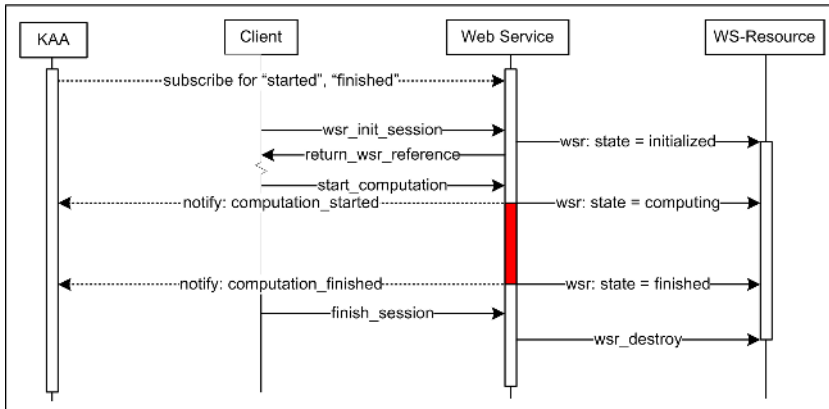 KAA
Client
Web Service
WS-Resource
subscribe for “started”, “finished”
wsr_init_session
wsr: state = initialized
return_wsr_reference
start_computation
notify: computation_started
wsr: state = computing
notify: computation_finished
wsr: state = finished
finish_session
wsr_destroy